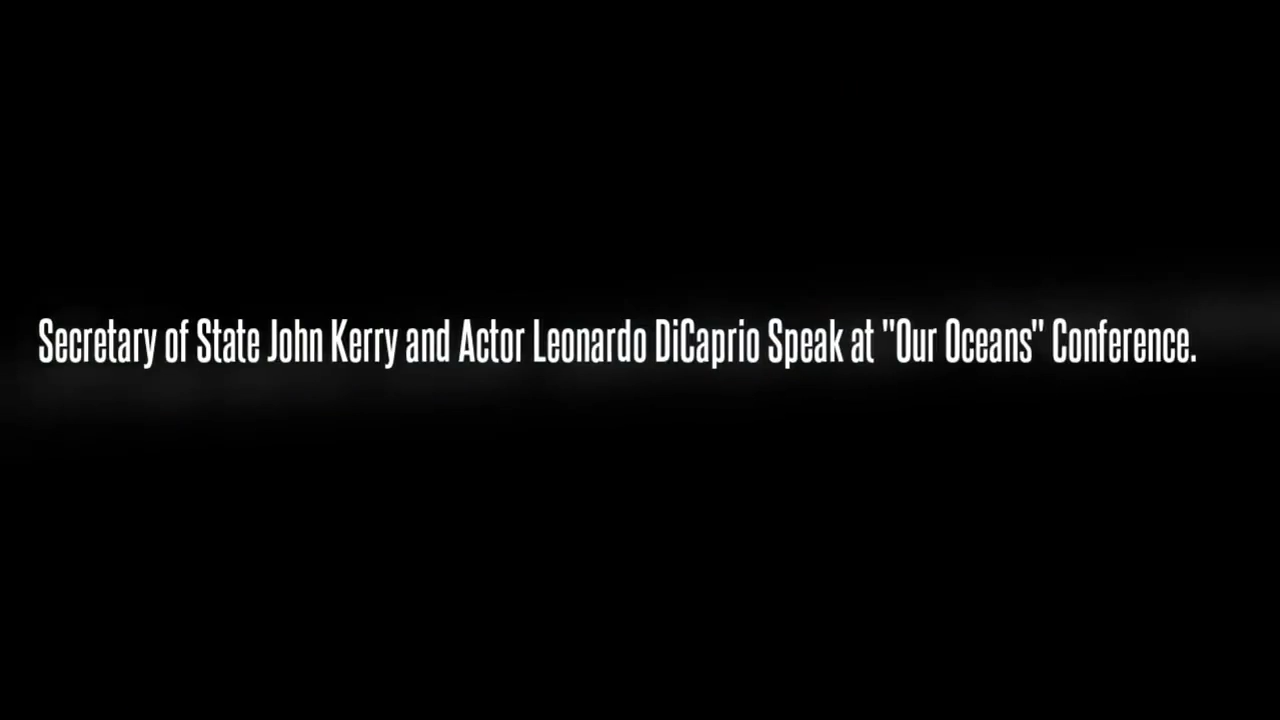 Secretary of State John Kerry and Actor Leonardo DiCaprio Speak at "Our Oceans" Conference.